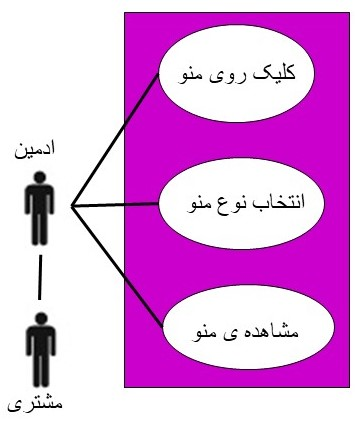 کلیک روی منو
ادمین
انتخاب نوع منو
مشاهده ی منو
مشتری